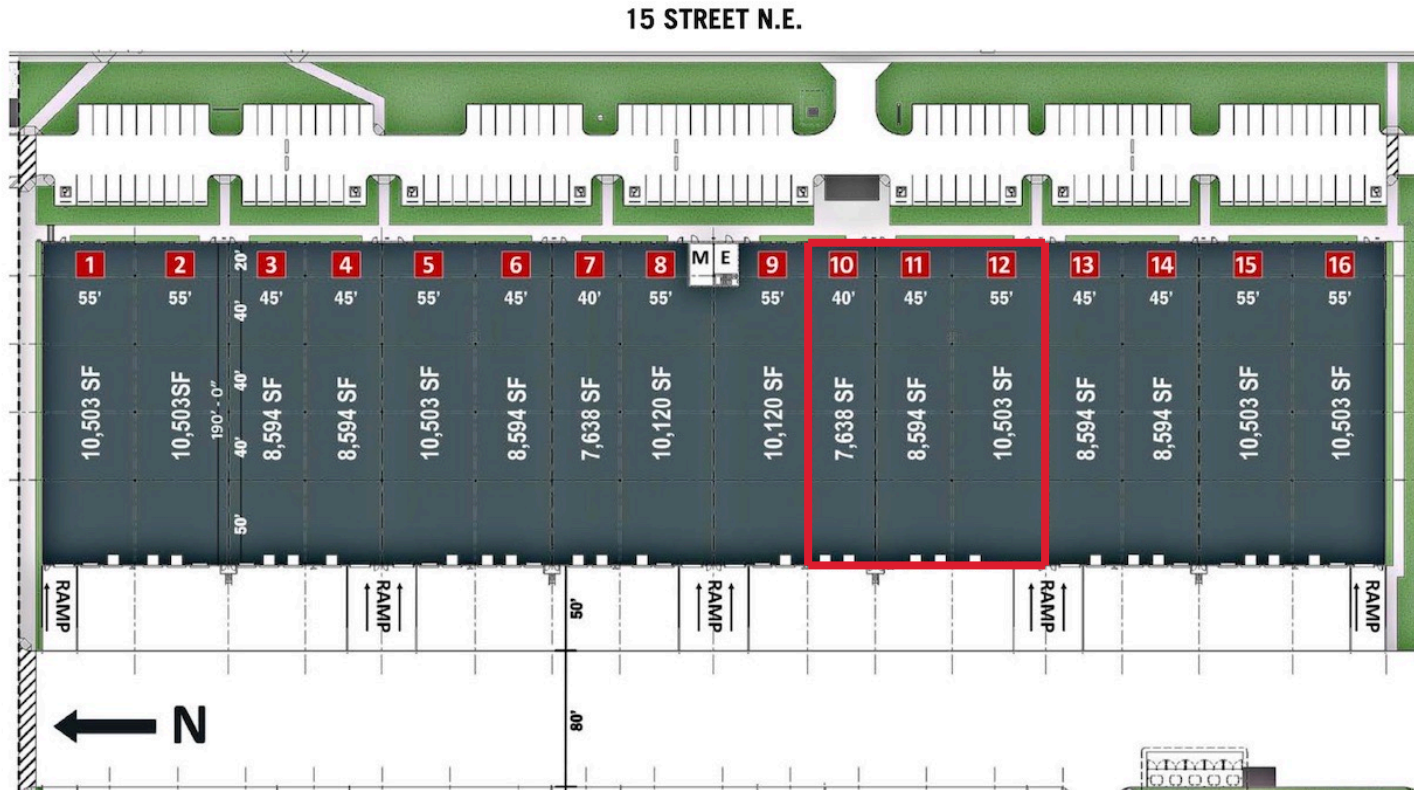 15 STREET N.E.
1 2 3 4 5 6 7 8 M E 9 10 11 12 13 14 15 16
55' 55' 45' 45' 55' 45' 40' 55' 55' 40' 45' 55' 45' 45' 55' 55'
20'
40'
40'
40'
50'
190' - 0"
10,503 SF
10,503SF
8,594 SF
8,594 SF
10,503 SF
8,594 SF
7,638 SF
10,120 SF
10,120 SF
7,638 SF
8,594 SF
10,503 SF
8,594 SF
8,594 SF
10,503 SF
10,503 SF
RAMP
RAMP
RAMP
RAMP
RAMP
50'
80'
N